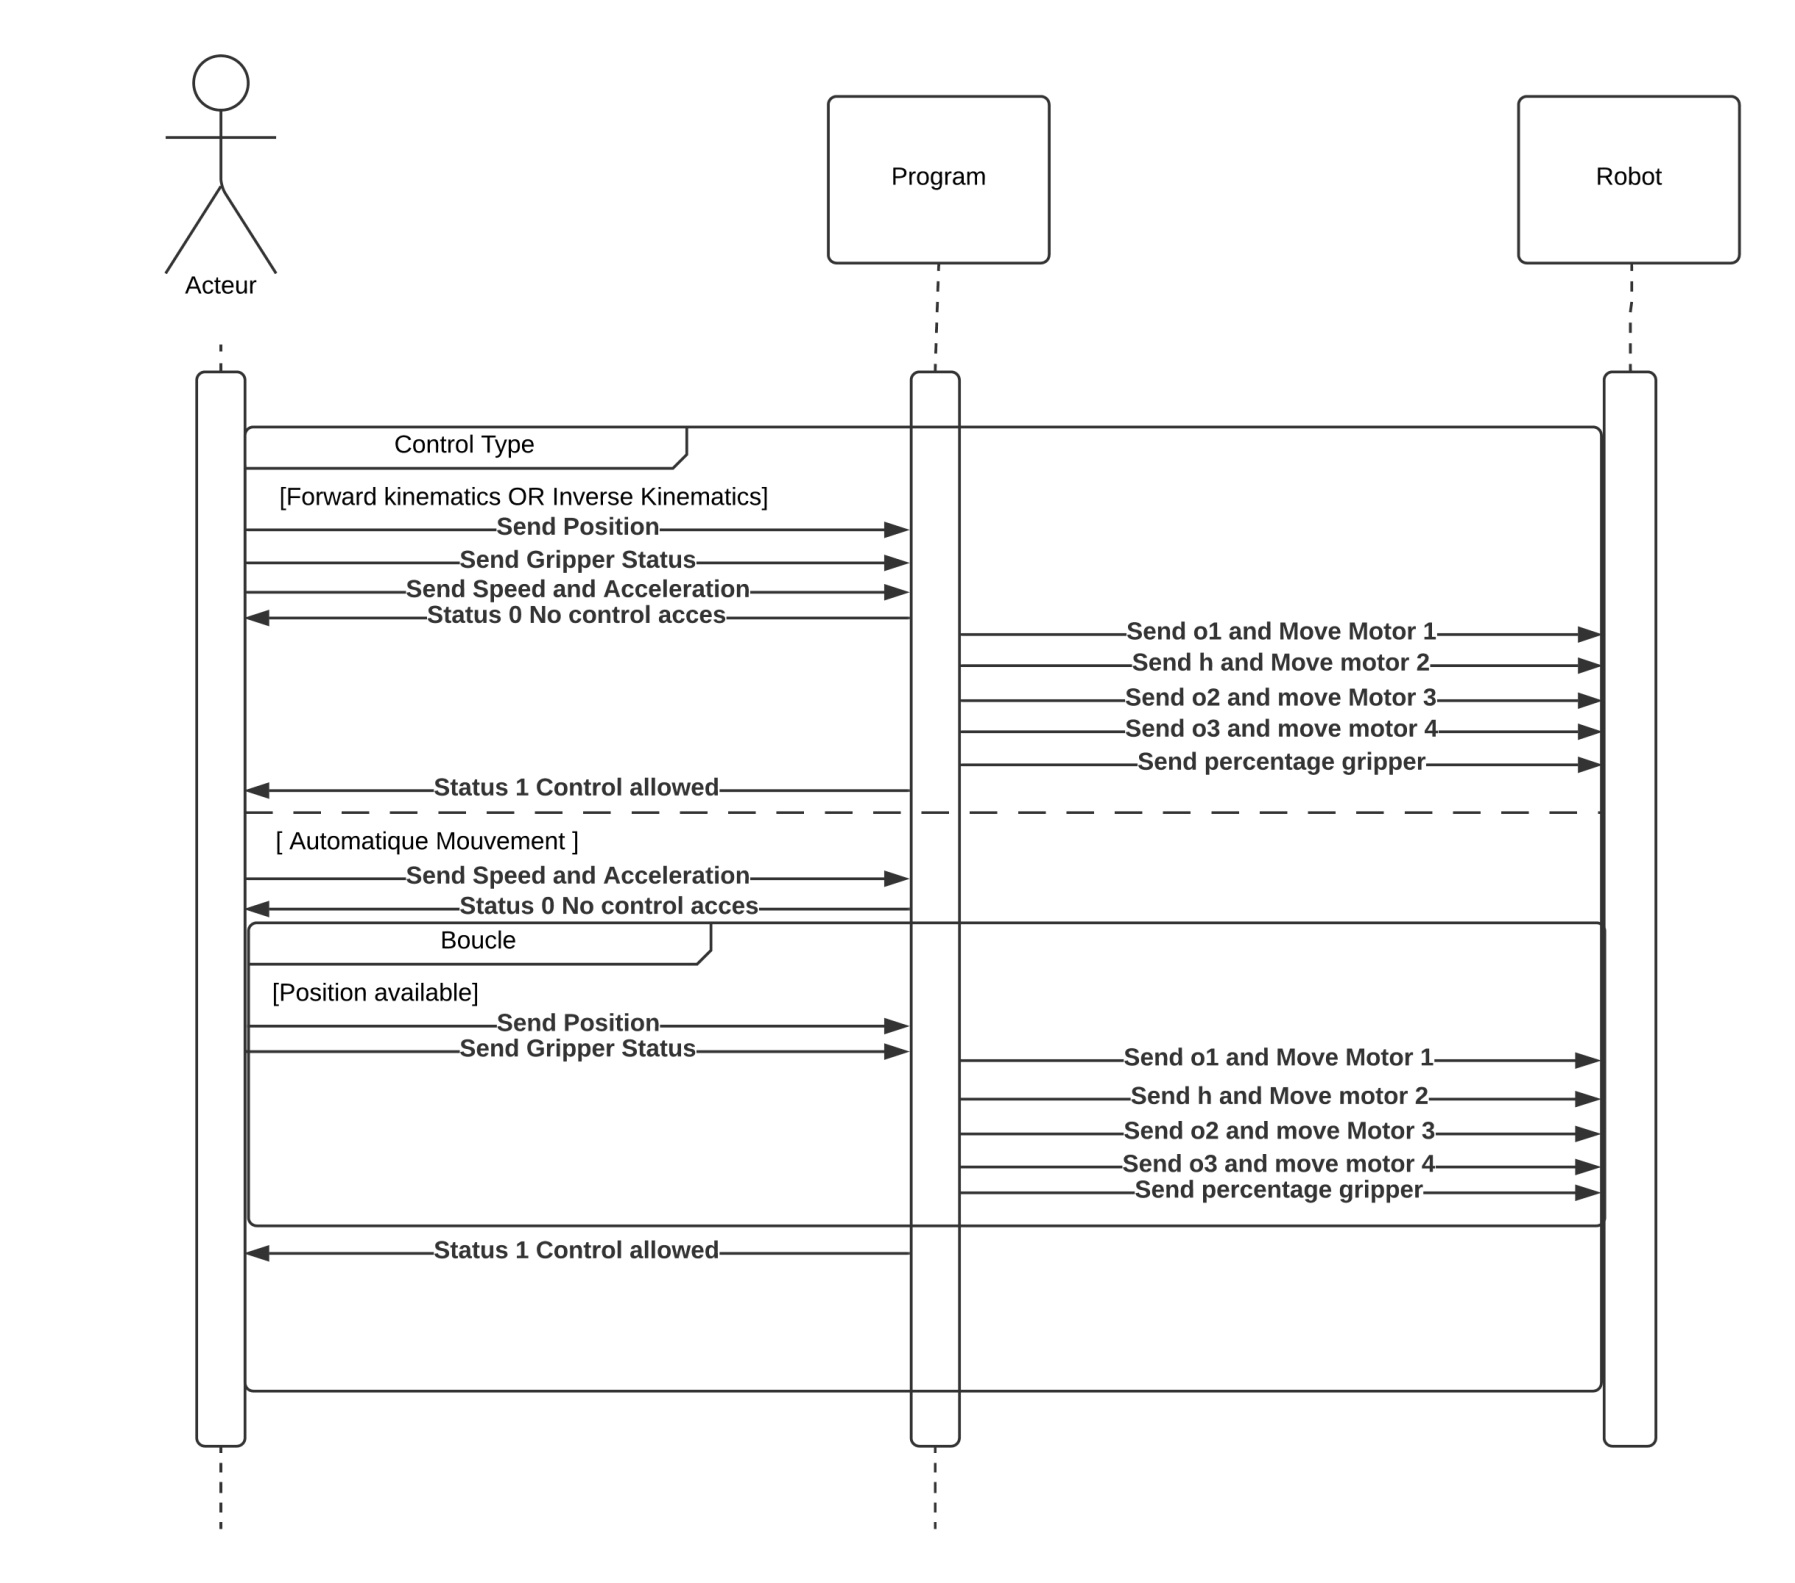 Program
Robot
Acteur
Control Type
[Forward kinematics OR Inverse Kinematics]
Send Position
Send Gripper Status
Send Speed and Acceleration
Status 0 No control acces
Send o1 and Move Motor 1
Send h and Move motor 2
Send o2 and move Motor 3
Send o3 and move motor 4
Send percentage gripper
Status 1 Control allowed
[ Automatique Mouvement ]
Send Speed and Acceleration
Status 0 No control acces
Boucle
[Position available]
Send Position
Send Gripper Status
Send o1 and Move Motor 1
Send h and Move motor 2
Send o2 and move Motor 3
Send o3 and move motor 4
Send percentage gripper
Status 1 Control allowed